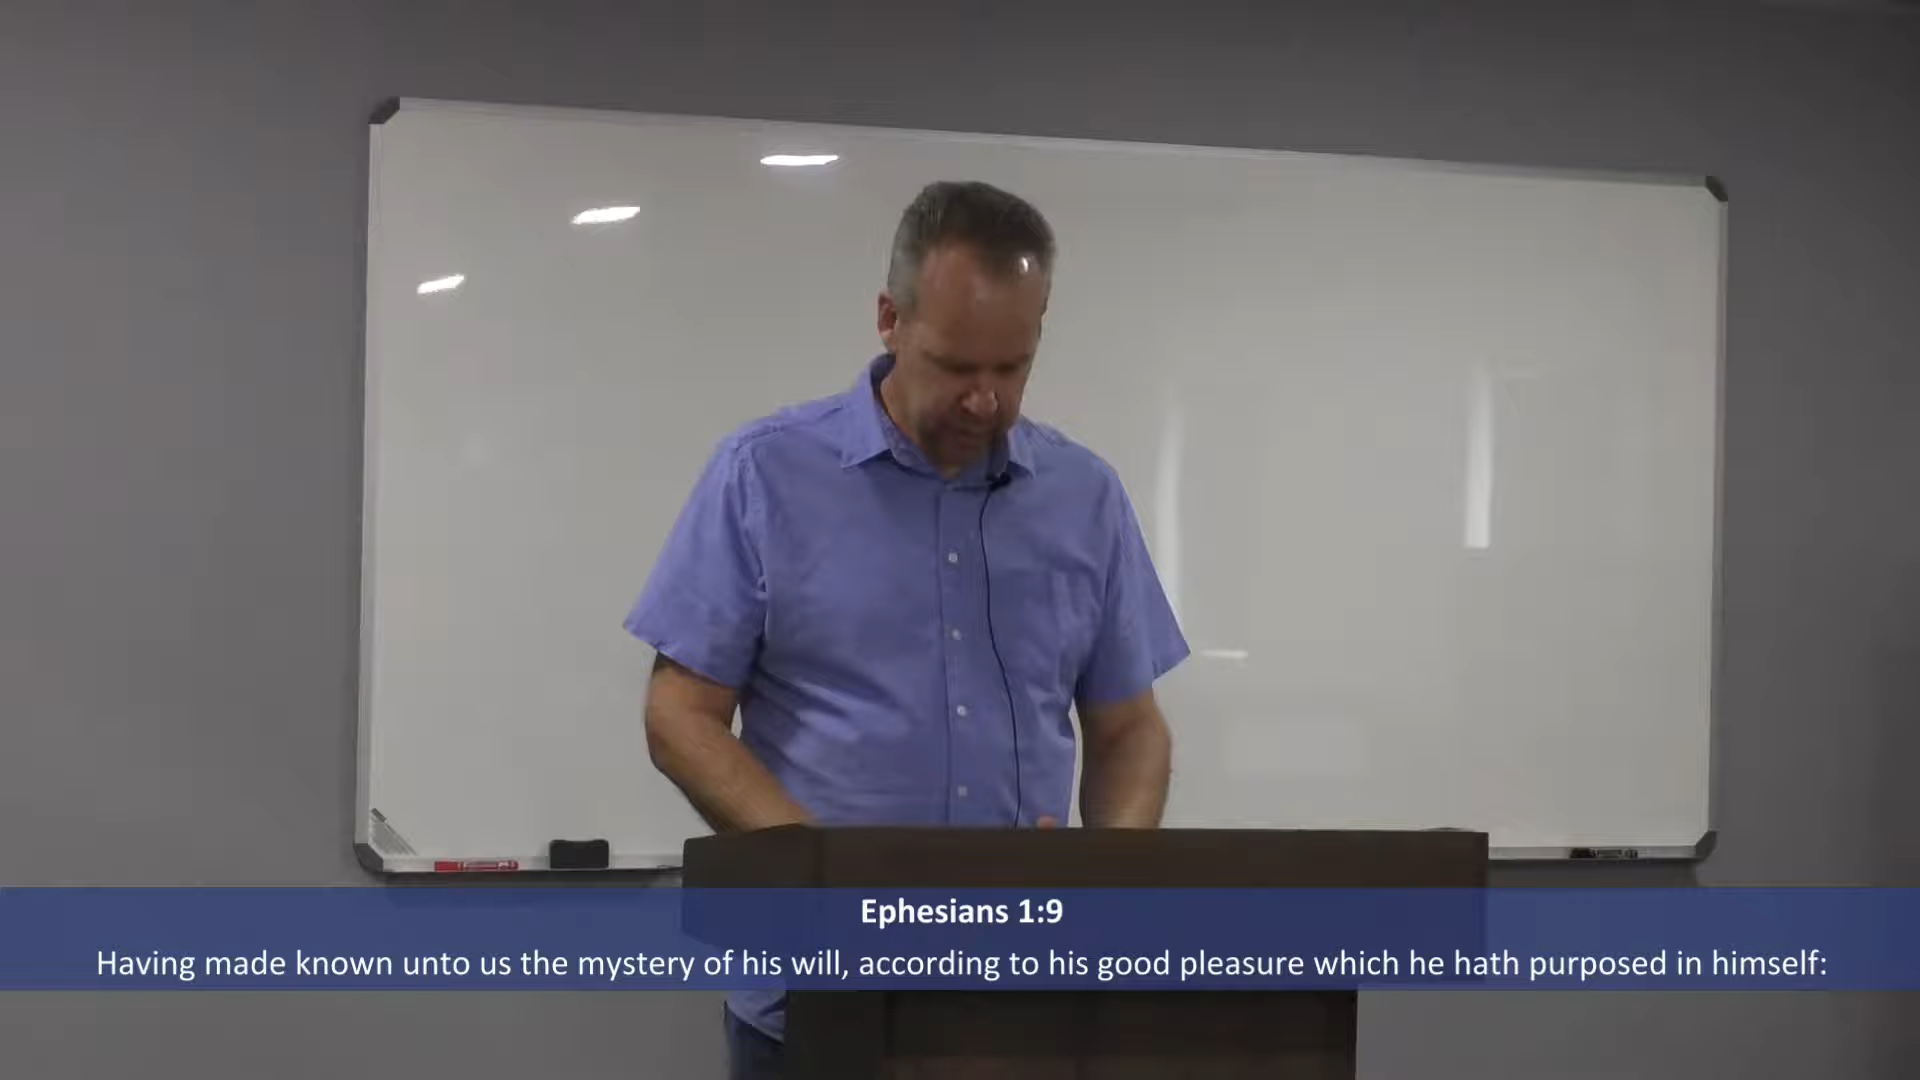 Ephesians 1:9
Having made known unto us the mystery of his will, according to his good pleasure which he hath purposed in himself: